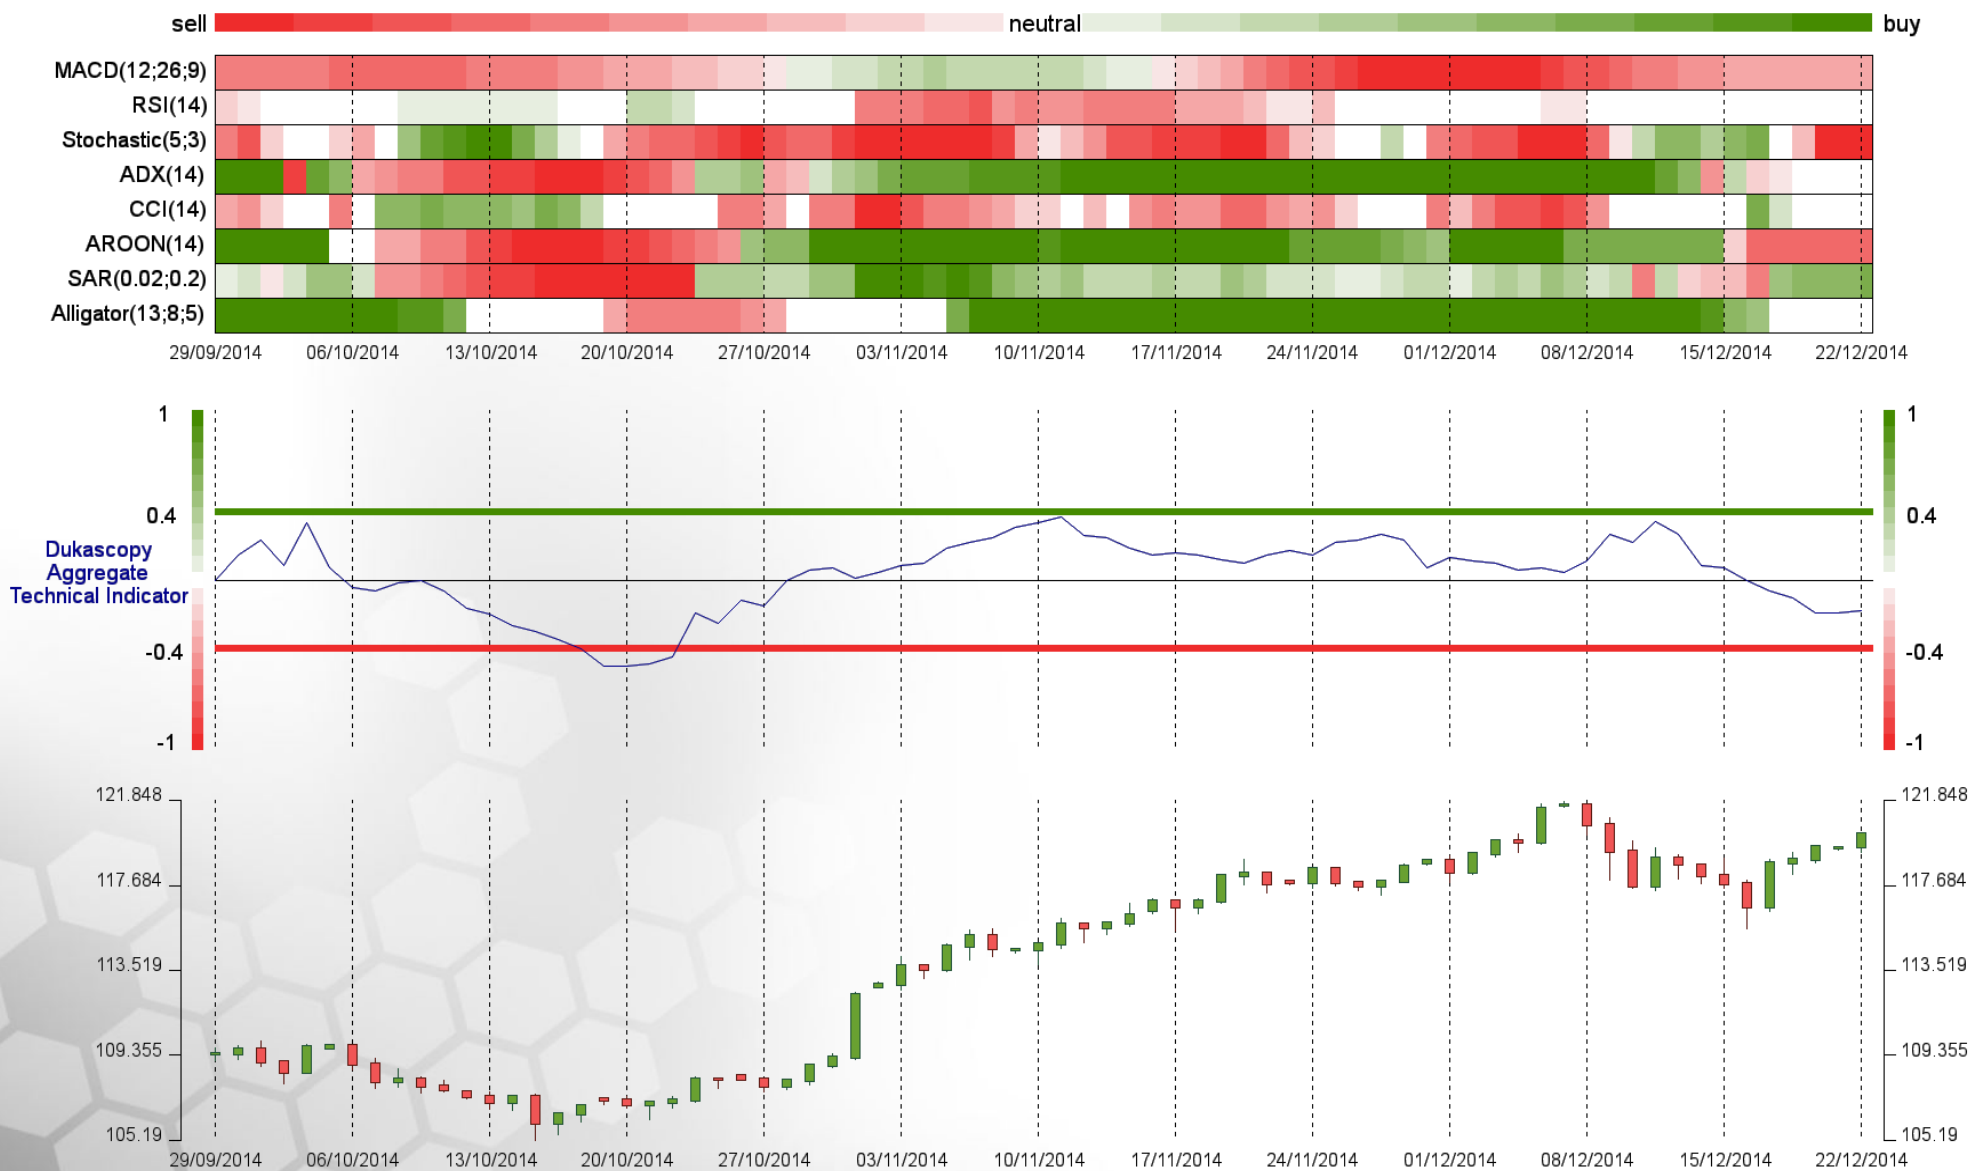 sell neutral buy
MACD(12;26;9)
RSI(14)
Stochastic(5;3)
ADX(14)
CCI(14)
AROON(14)
SAR(0.02;0.2)
Alligator(13;8;5)
29/09/2014 06/10/2014 13/10/2014 20/10/2014 27/10/2014 03/11/2014 10/11/2014 17/11/2014 24/11/2014 01/12/2014 08/12/2014 15/12/2014 22/12/2014
1 1
0.4 0.4
Dukascopy
Aggregate
Technical Indicator
-0.4 -0.4
-1 -1
121.848 121.848
117.684 117.684
113.519 113.519
109.355 109.355
105.19 105.19
29/09/2014 06/10/2014 13/10/2014 20/10/2014 27/10/2014 03/11/2014 10/11/2014 17/11/2014 24/11/2014 01/12/2014 08/12/2014 15/12/2014 22/12/2014